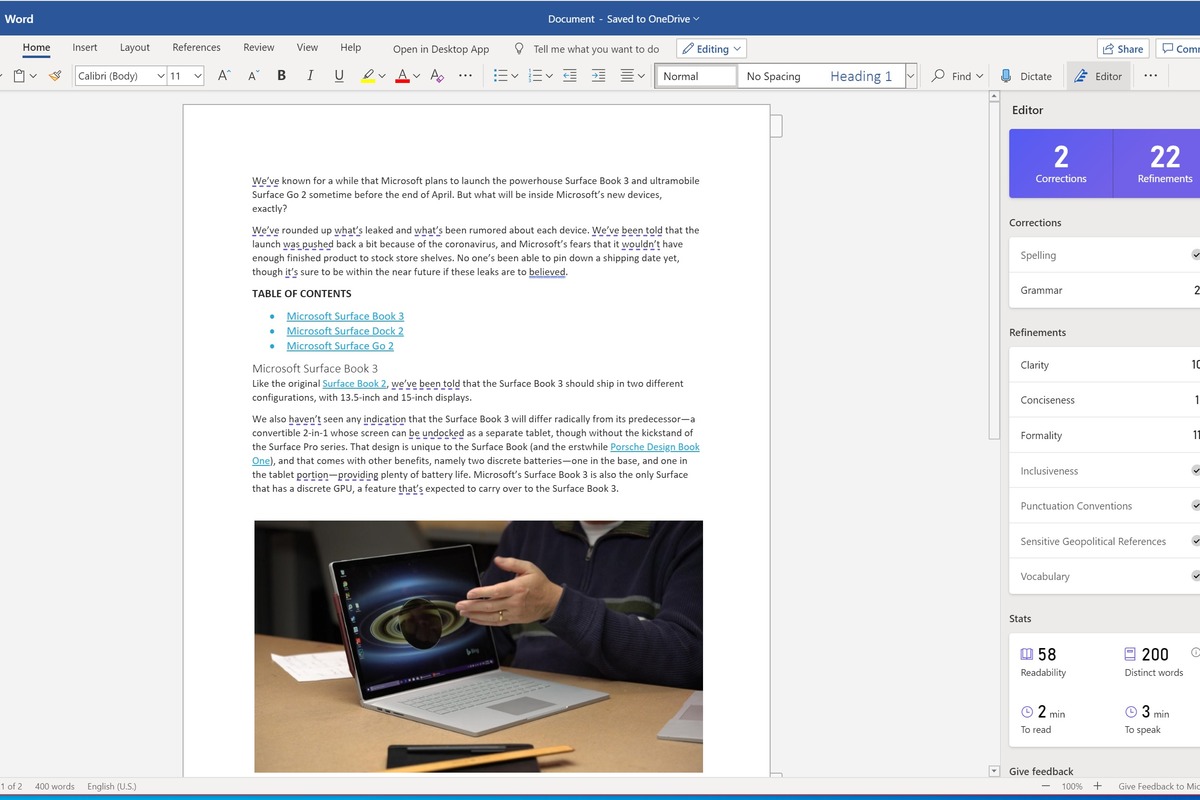 Word
Document - Saved to OneDrive
Home Insert Layout References Review View Help Open in Desktop App Tell me what you want to do Editing Share
Calibri (Body) 11 A A B I U A A Normal No Spacing Heading 1 Find Dictate Editor
We've known for a while that Microsoft plans to launch the powerhouse Surface Book 3 and ultramobile
Surface Go 2 sometime before the end of April. But what will be inside Microsoft's new devices,
exactly?
We've rounded up what's leaked and what's been rumored about each device. We've been told that the
launch was pushed back a bit because of the coronavirus, and Microsoft's fears that it wouldn't have
enough finished product to stock store shelves. No one's been able to pin down a shipping date yet,
though it's sure to be within the near future if these leaks are to believed.
TABLE OF CONTENTS
• Microsoft Surface Book 3
• Microsoft Surface Dock 2
• Microsoft Surface Go 2
Microsoft Surface Book 3
Like the original Surface Book 2, we've been told that the Surface Book 3 should ship in two different
configurations, with 13.5-inch and 15-inch displays.
We also haven't seen any indication that the Surface Book 3 will differ radically from its predecessor—a
convertible 2-in-1 whose screen can be undocked as a separate tablet, though without the kickstand of
the Surface Pro series. That design is unique to the Surface Book (and the erstwhile Porsche Design Book
One), and that comes with other benefits, namely two discrete batteries—one in the base, and one in
the tablet portion—providing plenty of battery life. Microsoft's Surface Book 3 is also the only Surface
that has a discrete GPU, a feature that's expected to carry over to the Surface Book 3.
bing
Editor
2 22
Corrections Refinements
Corrections
Spelling
Grammar 2
Refinements
Clarity 10
Conciseness 1
Formality 11
Inclusiveness
Punctuation Conventions
Sensitive Geopolitical References
Vocabulary
Stats
58 200
Readability Distinct words
2 min 3 min
To read To speak
Give feedback
1 of 2 400 words English (U.S.) 100% Give Feedback to